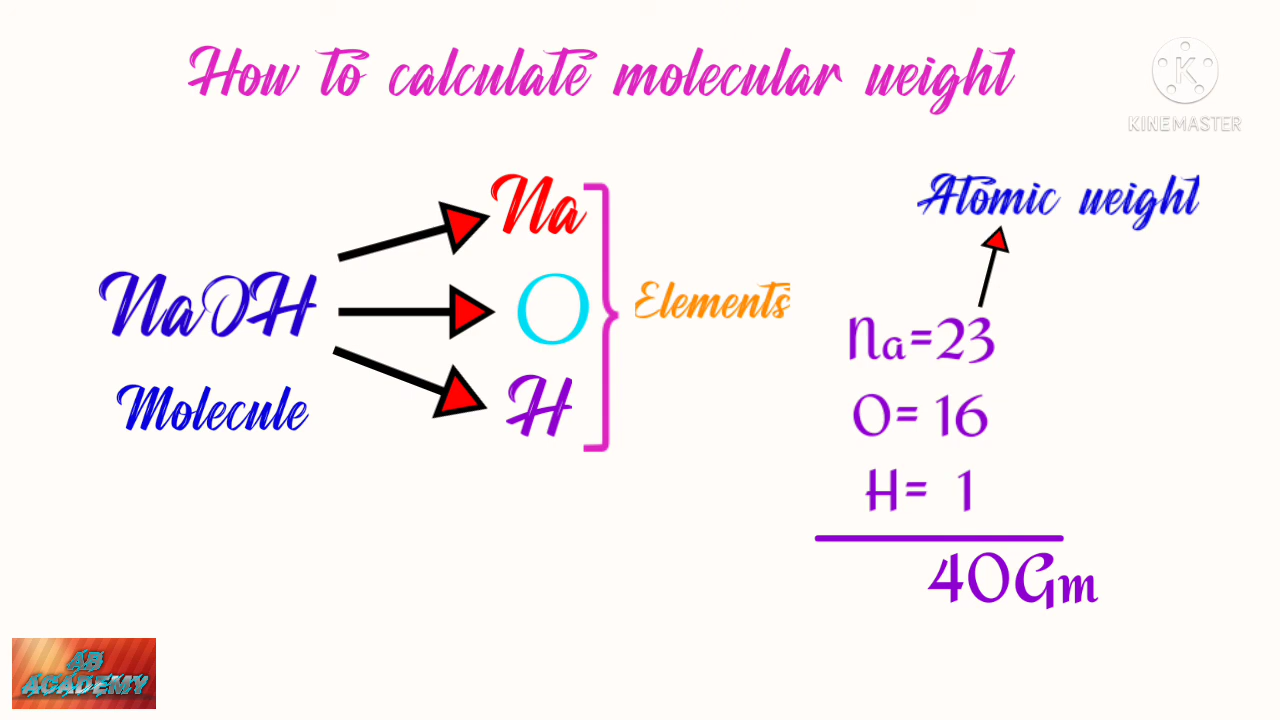 How to calculate molecular weight
K
KINEMASTER
Na
Atomic weight
NaOH
O
Elements
Na=23
Molecule
H
O= 16
H= 1
40Gm
AB
ACADEMY